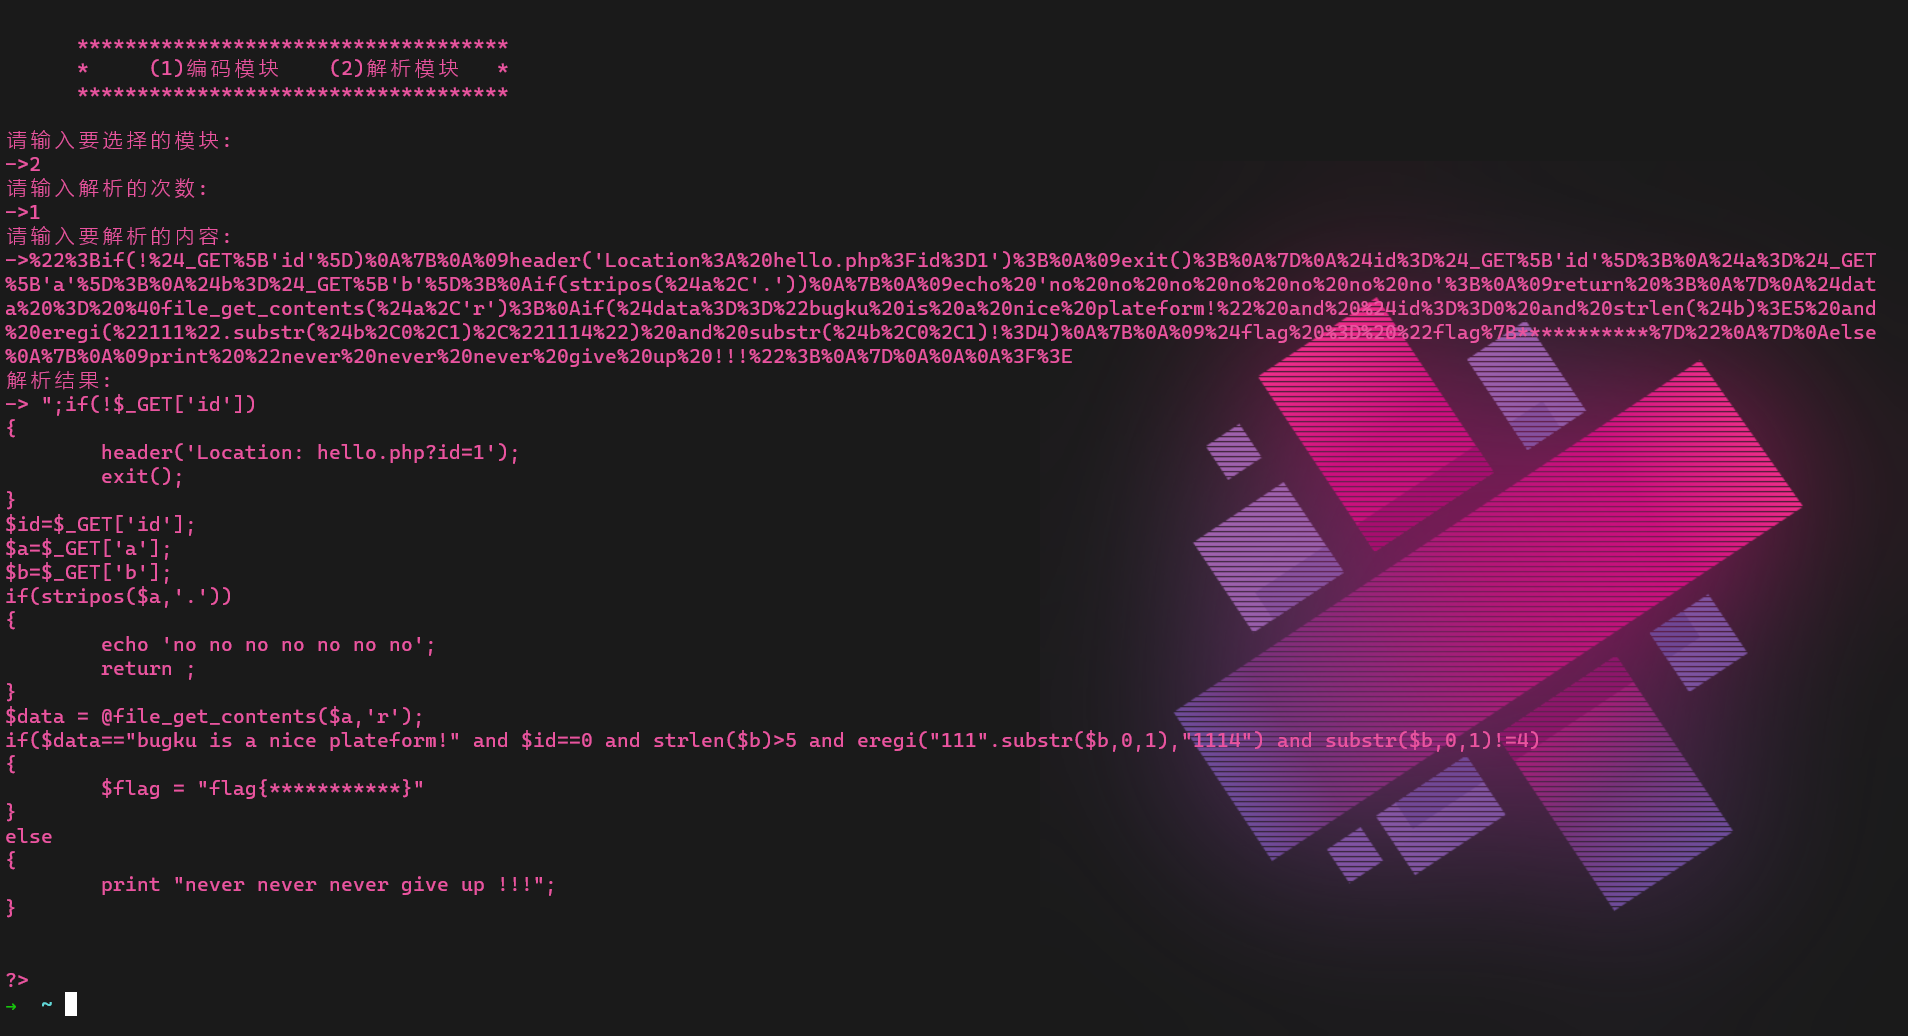 ************************************
*     (1)编码模块    (2)解析模块   *
************************************
请输入要选择的模块:
->2
请输入解析的次数:
->1
请输入要解析的内容:
->%22%3Bif(!%24_GET%5B'id'%5D)%0A%7B%0A%09header('Location%3A%20hello.php%3Fid%3D1')%3B%0A%09exit()%3B%0A%7D%0A%24id%3D%24_GET%5B'id'%5D%3B%0A%24a%3D%24_GET
%5B'a'%5D%3B%0A%24b%3D%24_GET%5B'b'%5D%3B%0Aif(stripos(%24a%2C'.'))%0A%7B%0A%09echo%20'no%20no%20no%20no%20no%20no%20no'%3B%0A%09return%20%3B%0A%7D%0A%24dat
a%20%3D%20%40file_get_contents(%24a%2C'r')%3B%0Aif(%24data%3D%3D%22bugku%20is%20a%20nice%20plateform!%22%20and%20%24id%3D%3D0%20and%20strlen(%24b)%3E5%20and
%20eregi(%22111%22.substr(%24b%2C0%2C1)%2C%221114%22)%20and%20substr(%24b%2C0%2C1)!%3D4)%0A%7B%0A%09%24flag%20%3D%20%22flag%7B***********%7D%22%0A%7D%0Aelse
%0A%7B%0A%09print%20%22never%20never%20never%20give%20up%20!!!%22%3B%0A%7D%0A%0A%0A%3F%3E
解析结果:
-> ";if(!$_GET['id'])
{
        header('Location: hello.php?id=1');
        exit();
}
$id=$_GET['id'];
$a=$_GET['a'];
$b=$_GET['b'];
if(stripos($a,'.'))
{
        echo 'no no no no no no no';
        return ;
}
$data = @file_get_contents($a,'r');
if($data=="bugku is a nice plateform!" and $id==0 and strlen($b)>5 and eregi("111".substr($b,0,1),"1114") and substr($b,0,1)!=4)
{
        $flag = "flag{***********}"
}
else
{
        print "never never never give up !!!";
}
?>
→  ~